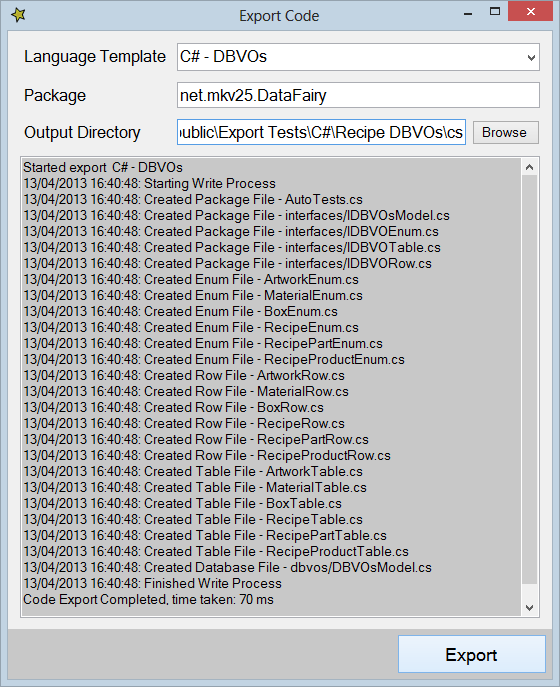 Export Code
Language Template C# - DBVOs
Package net.mkv25.DataFairy
Output Directory public\Export Tests\C#\Recipe DBVOs\cs Browse
Started export C# - DBVOs
13/04/2013 16:40:48: Starting Write Process
13/04/2013 16:40:48: Created Package File - AutoTests.cs
13/04/2013 16:40:48: Created Package File - interfaces/IDBVOsModel.cs
13/04/2013 16:40:48: Created Package File - interfaces/IDBVOEnum.cs
13/04/2013 16:40:48: Created Package File - interfaces/IDBVOTable.cs
13/04/2013 16:40:48: Created Package File - interfaces/IDBVORow.cs
13/04/2013 16:40:48: Created Enum File - ArtworkEnum.cs
13/04/2013 16:40:48: Created Enum File - MaterialEnum.cs
13/04/2013 16:40:48: Created Enum File - BoxEnum.cs
13/04/2013 16:40:48: Created Enum File - RecipeEnum.cs
13/04/2013 16:40:48: Created Enum File - RecipePartEnum.cs
13/04/2013 16:40:48: Created Enum File - RecipeProductEnum.cs
13/04/2013 16:40:48: Created Row File - ArtworkRow.cs
13/04/2013 16:40:48: Created Row File - MaterialRow.cs
13/04/2013 16:40:48: Created Row File - BoxRow.cs
13/04/2013 16:40:48: Created Row File - RecipeRow.cs
13/04/2013 16:40:48: Created Row File - RecipePartRow.cs
13/04/2013 16:40:48: Created Row File - RecipeProductRow.cs
13/04/2013 16:40:48: Created Table File - ArtworkTable.cs
13/04/2013 16:40:48: Created Table File - MaterialTable.cs
13/04/2013 16:40:48: Created Table File - BoxTable.cs
13/04/2013 16:40:48: Created Table File - RecipeTable.cs
13/04/2013 16:40:48: Created Table File - RecipePartTable.cs
13/04/2013 16:40:48: Created Table File - RecipeProductTable.cs
13/04/2013 16:40:48: Created Database File - dbvos/DBVOsModel.cs
13/04/2013 16:40:48: Finished Write Process
Code Export Completed, time taken: 70 ms
Export